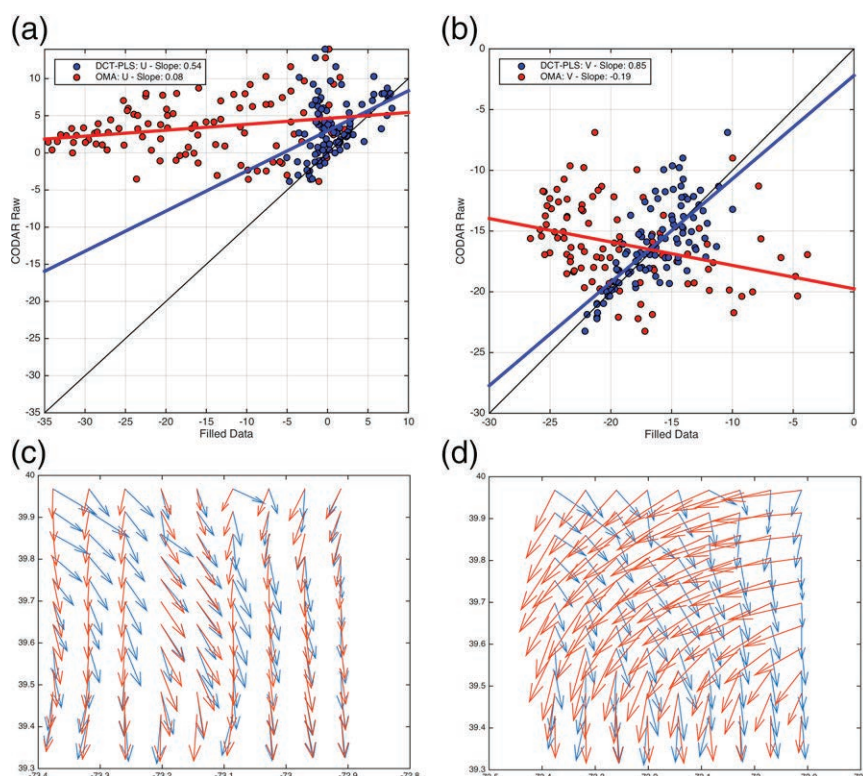 (a)
(b)
DCT-PLS: U - Slope: 0.54
OMA: U - Slope: 0.08
DCT-PLS: V - Slope: 0.85
OMA: V - Slope: -0.19
CODAR Raw
10
5
0
-5
-10
-15
-20
-25
-30
-35
-35 -30 -25 -20 -15 -10 -5 0 5 10
Filled Data
CODAR Raw
0
-5
-10
-15
-20
-25
-30
-30 -25 -20 -15 -10 -5 0
Filled Data
(c)
(d)
40
39.9
39.8
39.7
39.6
39.5
39.4
39.3
40
39.9
39.8
39.7
39.6
39.5
39.4
39.3